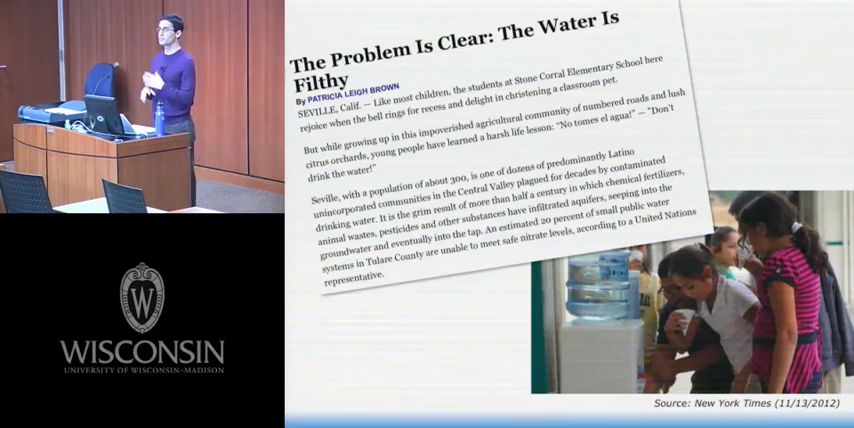 The Problem Is Clear: The Water Is
Filthy
By PATRICIA LEIGH BROWN
SEVILLE, Calif. — Like most children, the students at Stone Corral Elementary School here
rejoice when the bell rings for recess and delight in christening a classroom pet.
But while growing up in this impoverished agricultural community of numbered roads and lush
citrus orchards, young people have learned a harsh life lesson: “No tomes el agua!” — “Don’t
drink the water!”
Seville, with a population of about 300, is one of dozens of predominantly Latino
unincorporated communities in the Central Valley plagued for decades by contaminated
drinking water. It is the grim result of more than half a century in which chemical fertilizers,
animal wastes, pesticides and other substances have infiltrated aquifers, seeping into the
groundwater and eventually into the tap. An estimated 20 percent of small public water
systems in Tulare County are unable to meet safe nitrate levels, according to a United Nations
representative.
W
WISCONSIN
UNIVERSITY OF WISCONSIN–MADISON
Source: New York Times (11/13/2012)